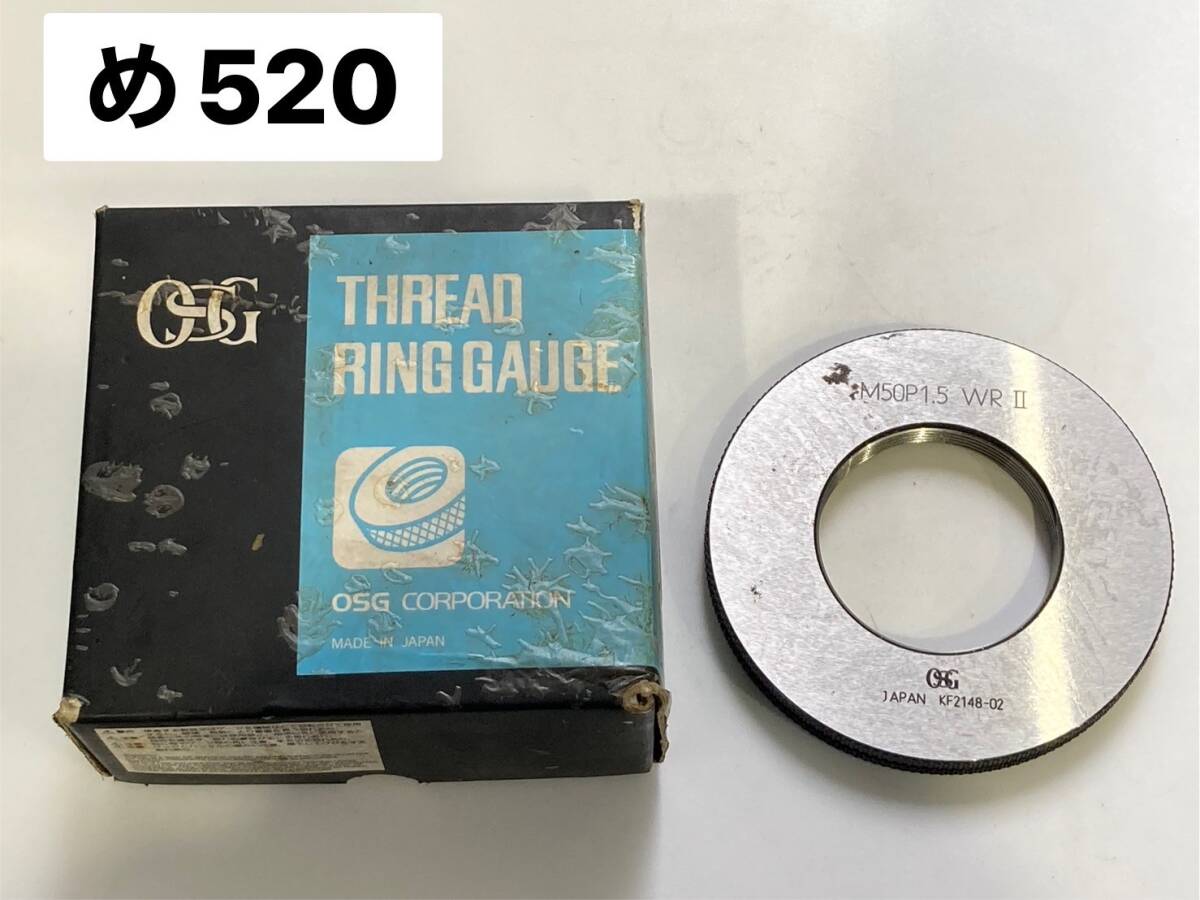 め520
OSG
THREAD
RING GAUGE
OSG CORPORATION
MADE IN JAPAN
M50P1.5 WR II
OSG
JAPAN KF2148-02